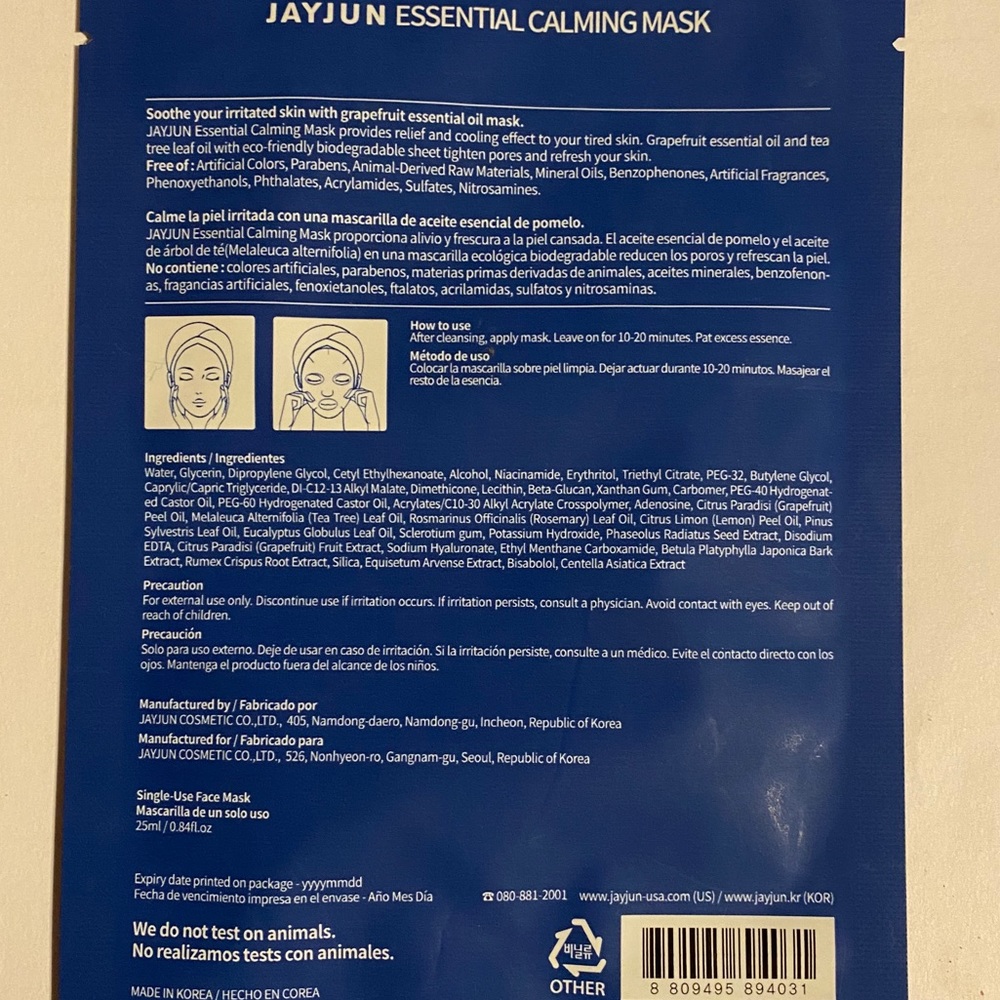 JAYJUN ESSENTIAL CALMING MASK
Soothe your irritated skin with grapefruit essential oil mask.
JAYJUN Essential Calming Mask provides relief and cooling effect to your tired skin. Grapefruit essential oil and tea
tree leaf oil with eco-friendly biodegradable sheet tighten pores and refresh your skin.
Free of : Artificial Colors, Parabens, Animal-Derived Raw Materials, Mineral Oils, Benzophenones, Artificial Fragrances,
Phenoxyethanols, Phthalates, Acrylamides, Sulfates, Nitrosamines.
Calme la piel irritada con una mascarilla de aceite esencial de pomelo.
JAYJUN Essential Calming Mask proporciona alivio y frescura a la piel cansada. El aceite esencial de pomelo y el aceite
de árbol de té(Melaleuca alternifolia) en una mascarilla ecológica biodegradable reducen los poros y refrescan la piel.
No contiene : colores artificiales, parabenos, materias primas derivadas de animales, aceites minerales, benzofenon-
as, fragancias artificiales, fenoxietanoles, ftalatos, acrilamidas, sulfatos y nitrosaminas.
How to use
After cleansing, apply mask. Leave on for 10-20 minutes. Pat excess essence.
Método de uso
Colocar la mascarilla sobre piel limpia. Dejar actuar durante 10-20 minutos. Masajear el
resto de la esencia.
Ingredients / Ingredientes
Water, Glycerin, Dipropylene Glycol, Cetyl Ethylhexanoate, Alcohol, Niacinamide, Erythritol, Triethyl Citrate, PEG-32, Butylene Glycol,
Caprylic/Capric Triglyceride, DI-C12-13 Alkyl Malate, Dimethicone, Lecithin, Beta-Glucan, Xanthan Gum, Carbomer, PEG-40 Hydrogenat-
ed Castor Oil, PEG-60 Hydrogenated Castor Oil, Acrylates/C10-30 Alkyl Acrylate Crosspolymer, Adenosine, Citrus Paradisi (Grapefruit)
Peel Oil, Melaleuca Alternifolia (Tea Tree) Leaf Oil, Rosmarinus Officinalis (Rosemary) Leaf Oil, Citrus Limon (Lemon) Peel Oil, Pinus
Sylvestris Leaf Oil, Eucalyptus Globulus Leaf Oil, Sclerotium gum, Potassium Hydroxide, Phaseolus Radiatus Seed Extract, Disodium
EDTA, Citrus Paradisi (Grapefruit) Fruit Extract, Sodium Hyaluronate, Ethyl Menthane Carboxamide, Betula Platyphylla Japonica Bark
Extract, Rumex Crispus Root Extract, Silica, Equisetum Arvense Extract, Bisabolol, Centella Asiatica Extract
Precaution
For external use only. Discontinue use if irritation occurs. If irritation persists, consult a physician. Avoid contact with eyes. Keep out of
reach of children.
Precaución
Solo para uso externo. Deje de usar en caso de irritación. Si la irritación persiste, consulte a un médico. Evite el contacto directo con los
ojos. Mantenga el producto fuera del alcance de los niños.
Manufactured by / Fabricado por
JAYJUN COSMETIC CO.,LTD., 405, Namdong-daero, Namdong-gu, Incheon, Republic of Korea
Manufactured for / Fabricado para
JAYJUN COSMETIC CO.,LTD., 526, Nonhyeon-ro, Gangnam-gu, Seoul, Republic of Korea
Single-Use Face Mask
Mascarilla de un solo uso
25ml / 0.84fl.oz
Expiry date printed on package - yyyymmdd
Fecha de vencimiento impresa en el envase - Año Mes Día
☎ 080-881-2001 www.jayjun-usa.com (US) / www.jayjun.kr (KOR)
We do not test on animals.
No realizamos tests con animales.
비닐류
OTHER
8 809495 894031
MADE IN KOREA / HECHO EN COREA